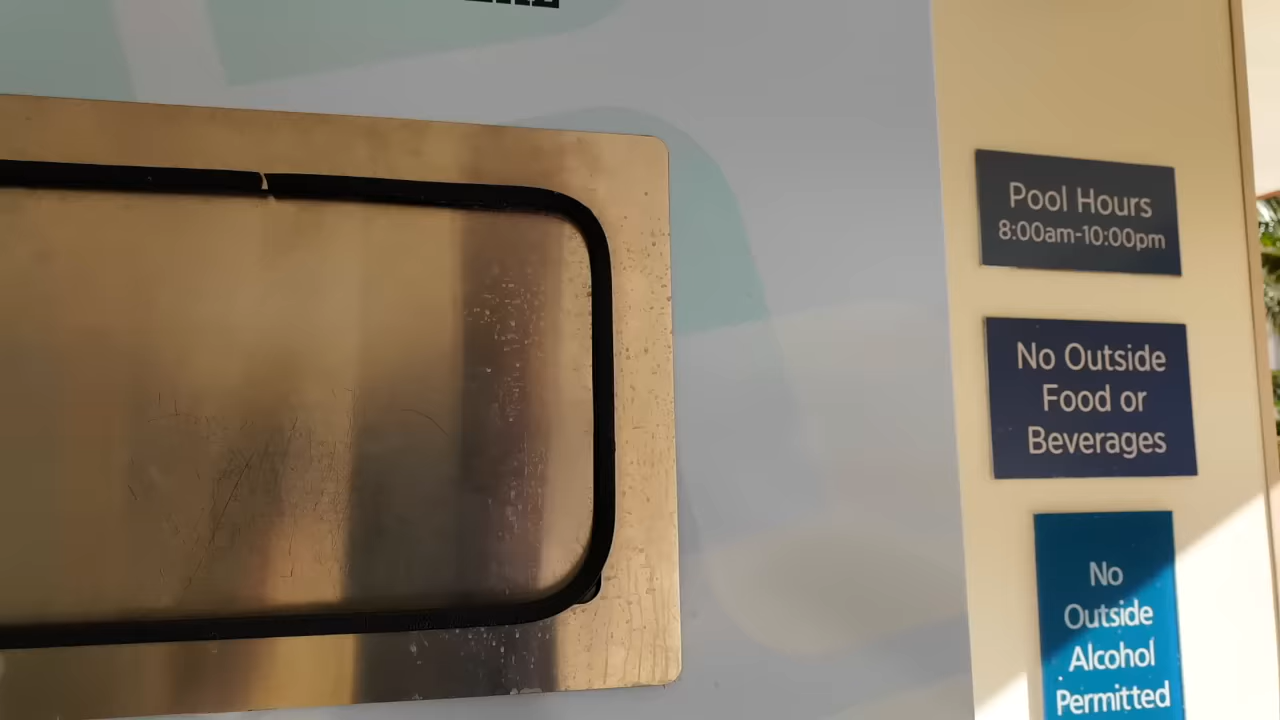 Pool Hours
8:00am-10:00pm
No Outside
Food or
Beverages
No
Outside
Alcohol
Permitted